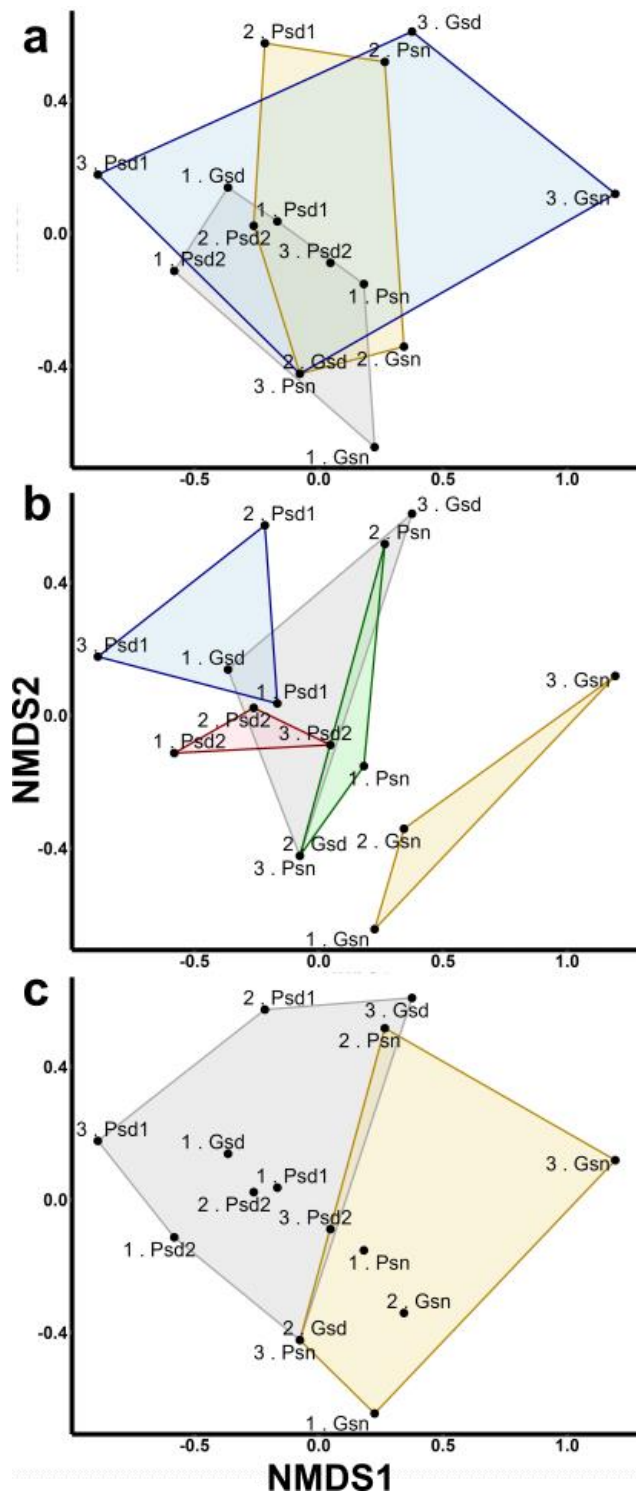 a
2 . Psd1
3 . Gsd
2 . Psn
0.4
3 . Psd1
1 . Gsd
3 . Gsn
1 . Psd1
0.0
2 . Psd2
3 . Psd2
1 . Psd2
1 . Psn
-0.4
2 . Gsd
2 . Gsn
3 . Psn
1 . Gsn
-0.5
0.0
0.5
1.0
b
2 . Psd1
3 . Gsd
2 . Psn
0.4
3 . Psd1
1 . Gsd
3 . Gsn
1 . Psd1
0.0
2 . Psd2
3 . Psd2
1 . Psd2
1 . Psn
-0.4
2 . Gsd
2 . Gsn
3 . Psn
1 . Gsn
-0.5
0.0
0.5
1.0
NMDS2
c
2 . Psd1
3 . Gsd
2 . Psn
0.4
3 . Psd1
1 . Gsd
3 . Gsn
1 . Psd1
0.0
2 . Psd2
3 . Psd2
1 . Psd2
1 . Psn
2 . Gsn
-0.4
2 . Gsd
3 . Psn
1 . Gsn
-0.5
0.0
0.5
1.0
NMDS1